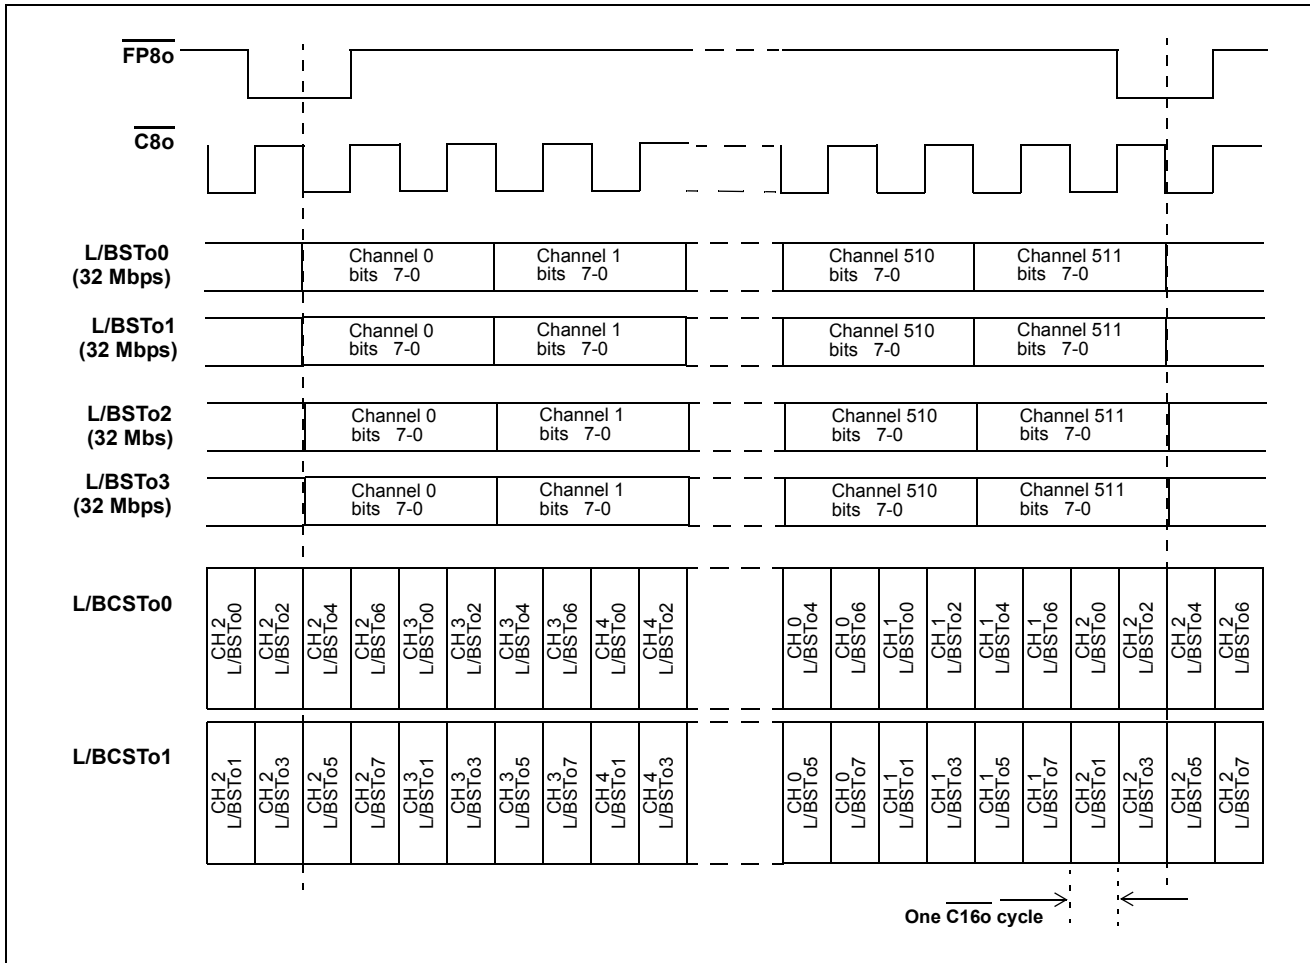 FP8o
C8o
L/BSTo0
(32 Mbps)
Channel 0
bits 7-0
Channel 1
bits 7-0
Channel 510
bits 7-0
Channel 511
bits 7-0
L/BSTo1
(32 Mbps)
Channel 0
bits 7-0
Channel 1
bits 7-0
Channel 510
bits 7-0
Channel 511
bits 7-0
L/BSTo2
(32 Mbs)
Channel 0
bits 7-0
Channel 1
bits 7-0
Channel 510
bits 7-0
Channel 511
bits 7-0
L/BSTo3
(32 Mbps)
Channel 0
bits 7-0
Channel 1
bits 7-0
Channel 510
bits 7-0
Channel 511
bits 7-0
L/BCSTo0
CH 2
L/BSTo0
CH 2
L/BSTo2
CH 2
L/BSTo4
CH 2
L/BSTo6
CH 3
L/BSTo0
CH 3
L/BSTo2
CH 3
L/BSTo4
CH 3
L/BSTo6
CH 4
L/BSTo0
CH 4
L/BSTo2
CH 0
L/BSTo4
CH 0
L/BSTo6
CH 1
L/BSTo0
CH 1
L/BSTo2
CH 1
L/BSTo4
CH 1
L/BSTo6
CH 2
L/BSTo0
CH 2
L/BSTo2
CH 2
L/BSTo4
CH 2
L/BSTo6
L/BCSTo1
CH 2
L/BSTo1
CH 2
L/BSTo3
CH 2
L/BSTo5
CH 2
L/BSTo7
CH 3
L/BSTo1
CH 3
L/BSTo3
CH 3
L/BSTo5
CH 3
L/BSTo7
CH 4
L/BSTo1
CH 4
L/BSTo3
CH 0
L/BSTo5
CH 0
L/BSTo7
CH 1
L/BSTo1
CH 1
L/BSTo3
CH 1
L/BSTo5
CH 1
L/BSTo7
CH 2
L/BSTo1
CH 2
L/BSTo3
CH 2
L/BSTo5
CH 2
L/BSTo7
One C16o cycle